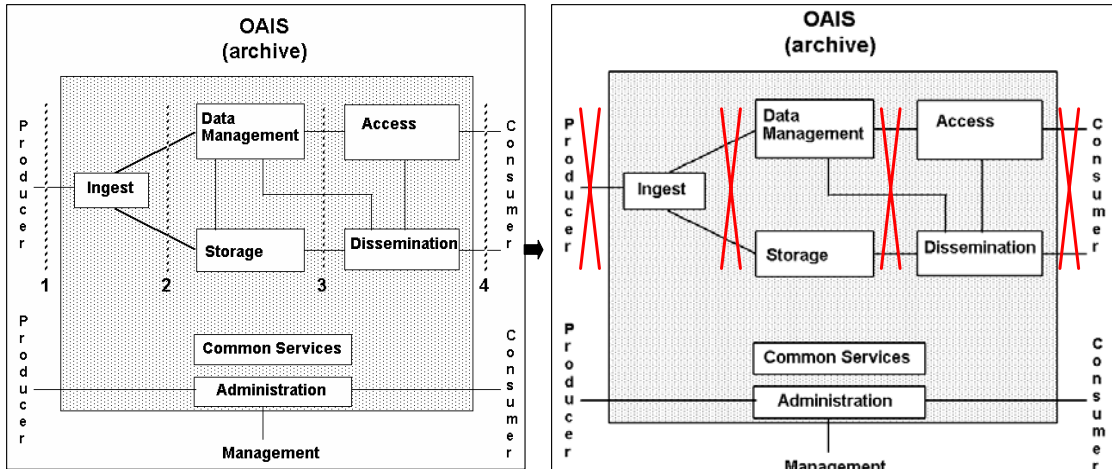 OAIS
(archive)
Producer
Data
Management
Access
Consumer
Ingest
Storage
Dissemination
1
2
3
4
Producer
Common Services
Consumer
Administration
Management
OAIS
(archive)
Producer
Data
Management
Access
Consumer
Ingest
Storage
Dissemination
Producer
Common Services
Consumer
Administration
Management